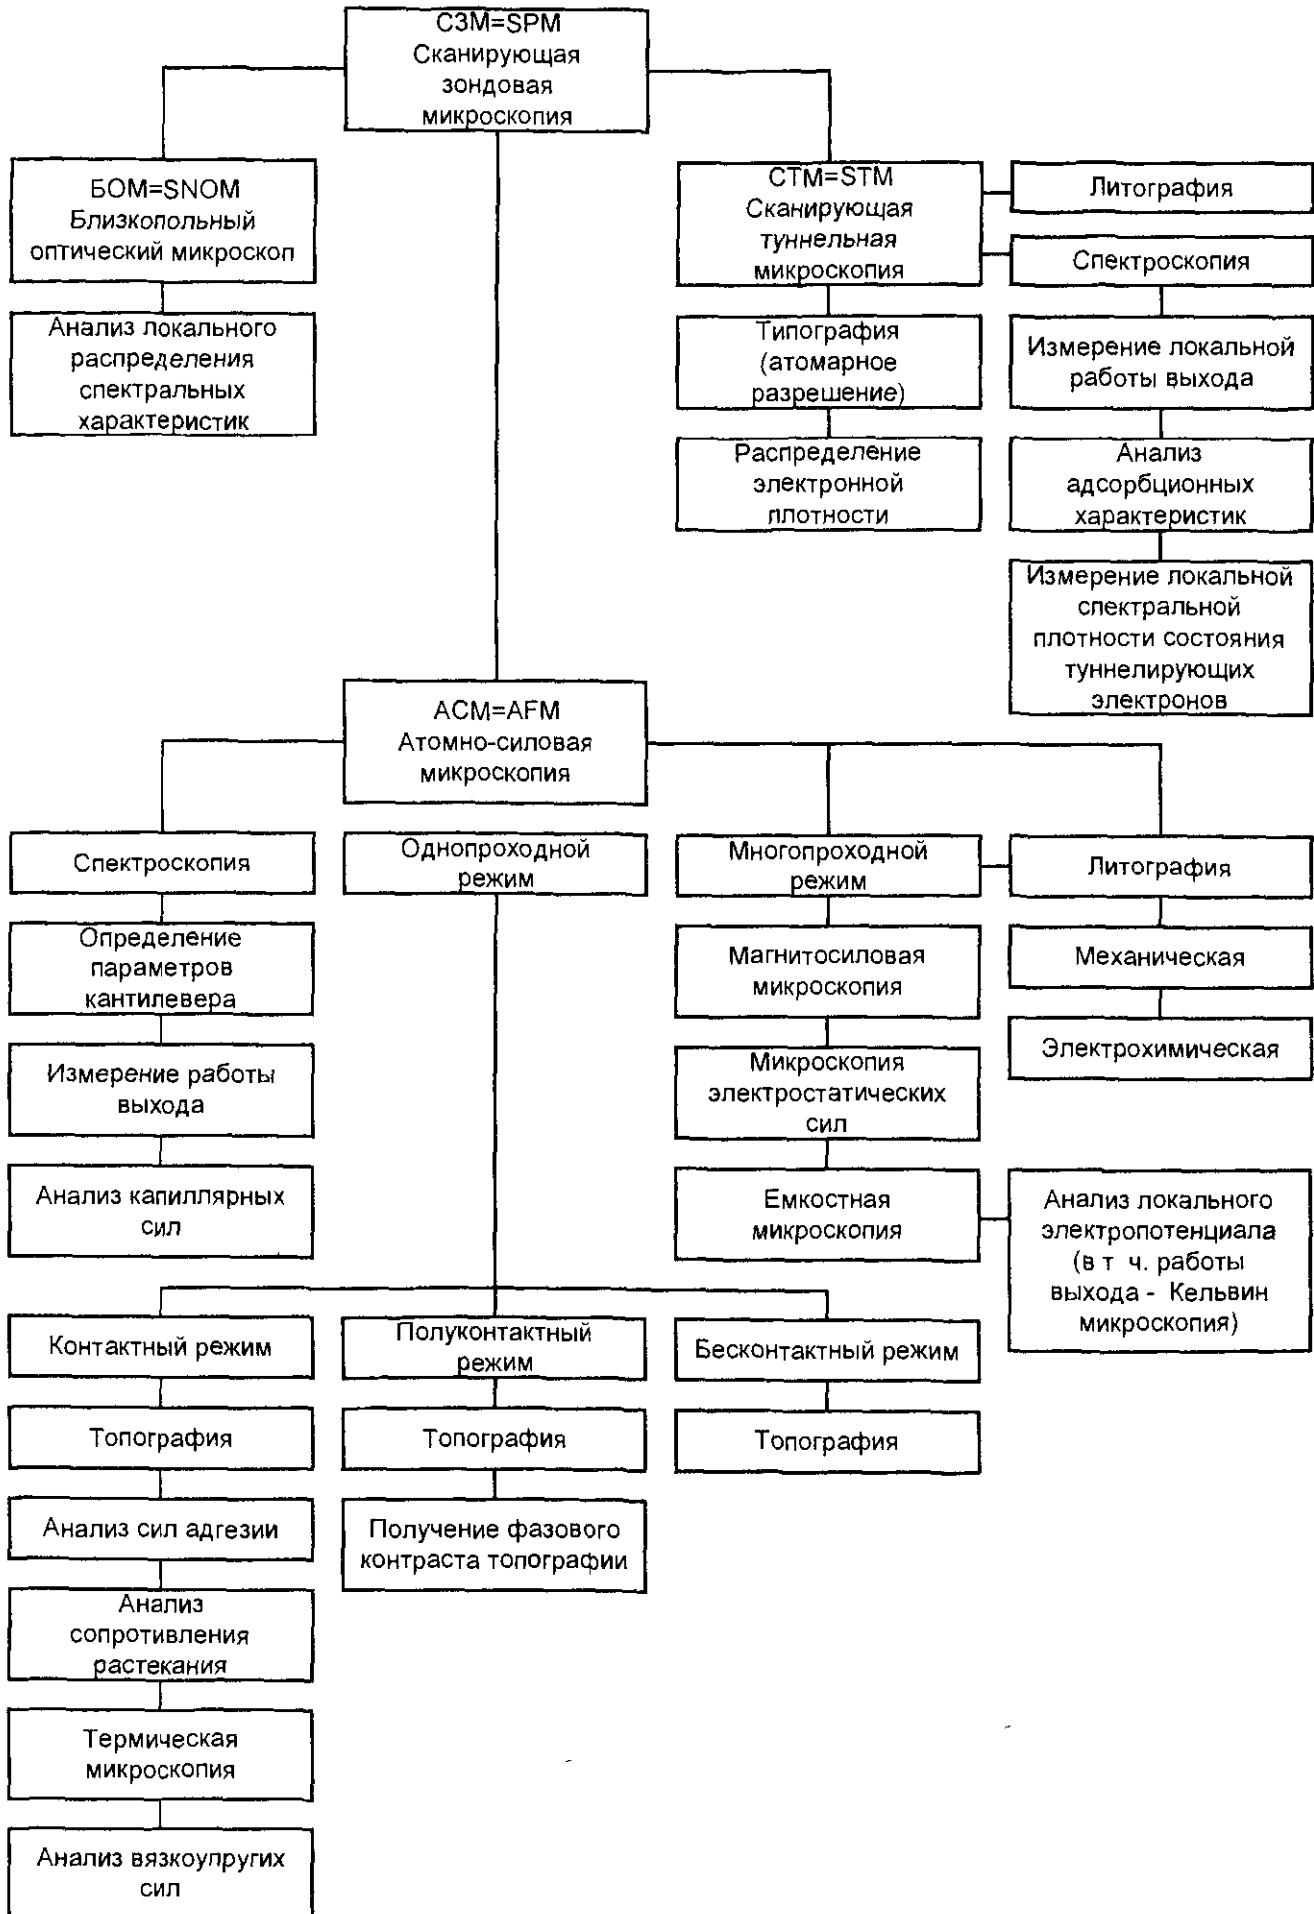 СЗМ=SPM
Сканирующая
зондовая
микроскопия
БОМ=SNOM
Близкопольный
оптический микроскоп
Анализ локального
распределения
спектральных
характеристик
СТМ=STM
Сканирующая
туннельная
микроскопия
Типография
(атомарное
разрешение)
Распределение
электронной
плотности
Литография
Спектроскопия
Измерение локальной
работы выхода
Анализ
адсорбционных
характеристик
Измерение локальной
спектральной
плотности состояния
туннелирующих
электронов
АСМ=AFM
Атомно-силовая
микроскопия
Спектроскопия
Определение
параметров
кантилевера
Измерение работы
выхода
Анализ капиллярных
сил
Однопроходной
режим
Многопроходной
режим
Магнитосиловая
микроскопия
Микроскопия
электростатических
сил
Емкостная
микроскопия
Литография
Механическая
Электрохимическая
Анализ локального
электропотенциала
(в т ч. работы
выхода - Кельвин
микроскопия)
Контактный режим
Топография
Анализ сил адгезии
Анализ
сопротивления
растекания
Термическая
микроскопия
Анализ вязкоупругих
сил
Полуконтактный
режим
Топография
Получение фазового
контраста топографии
Бесконтактный режим
Топография